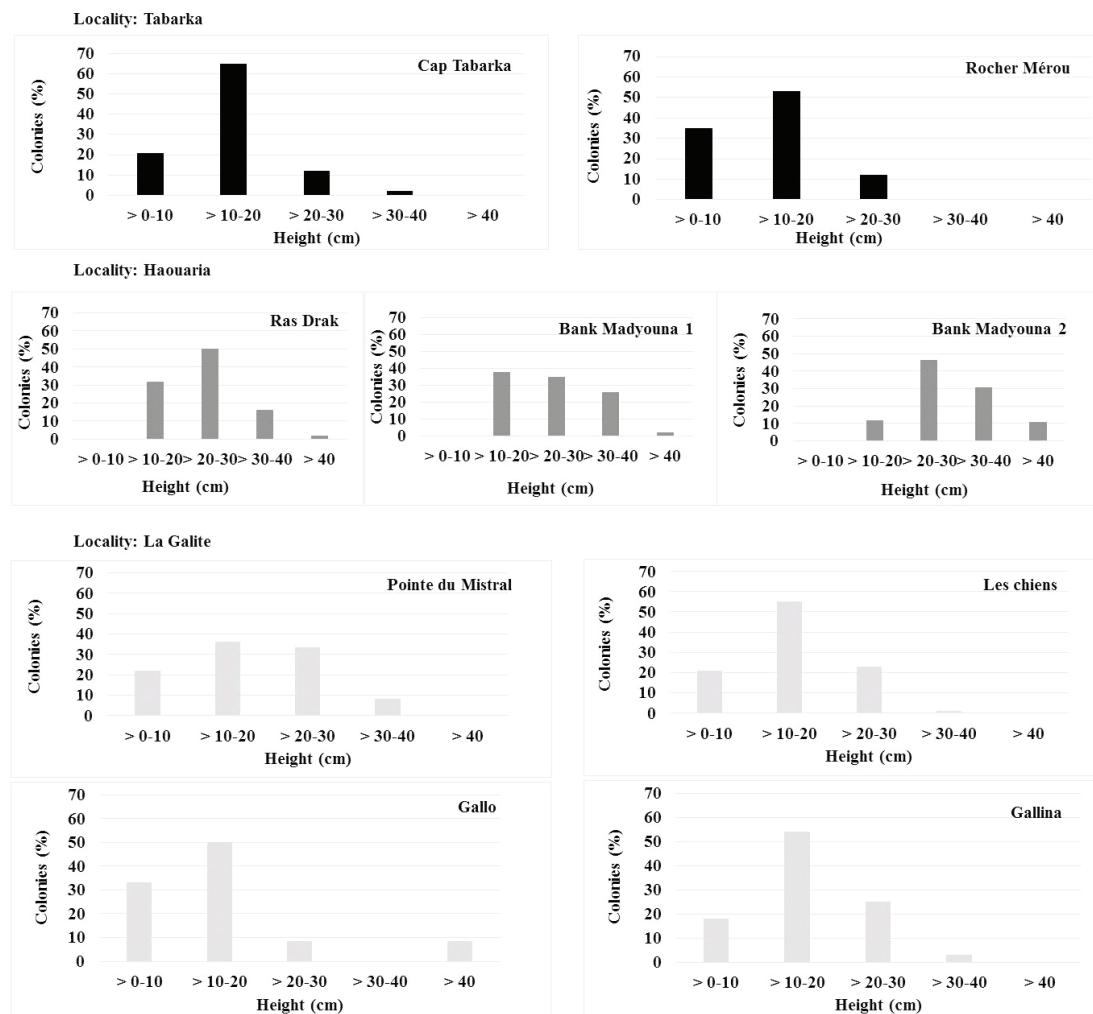 Locality: Tabarka
Cap Tabarka
Colonies (%)
70
60
50
40
30
20
10
0
> 0-10 > 10-20 > 20-30 > 30-40 > 40
Height (cm)
Rocher Mérou
Colonies (%)
70
60
50
40
30
20
10
0
> 0-10 > 10-20 > 20-30 > 30-40 > 40
Height (cm)
Locality: Haouaria
Ras Drak
Colonies (%)
70
60
50
40
30
20
10
0
> 0-10 > 10-20 > 20-30 > 30-40 > 40
Height (cm)
Bank Madyouna 1
Colonies (%)
70
60
50
40
30
20
10
0
> 0-10 > 10-20 > 20-30 > 30-40 > 40
Height (cm)
Bank Madyouna 2
Colonies (%)
70
60
50
40
30
20
10
0
> 0-10 > 10-20 > 20-30 > 30-40 > 40
Height (cm)
Locality: La Galite
Pointe du Mistral
Colonies (%)
70
60
50
40
30
20
10
0
> 0-10 > 10-20 > 20-30 > 30-40 > 40
Height (cm)
Les chiens
Colonies (%)
70
60
50
40
30
20
10
0
> 0-10 > 10-20 > 20-30 > 30-40 > 40
Height (cm)
Gallo
Colonies (%)
70
60
50
40
30
20
10
0
> 0-10 > 10-20 > 20-30 > 30-40 > 40
Height (cm)
Gallina
Colonies (%)
70
60
50
40
30
20
10
0
> 0-10 > 10-20 > 20-30 > 30-40 > 40
Height (cm)